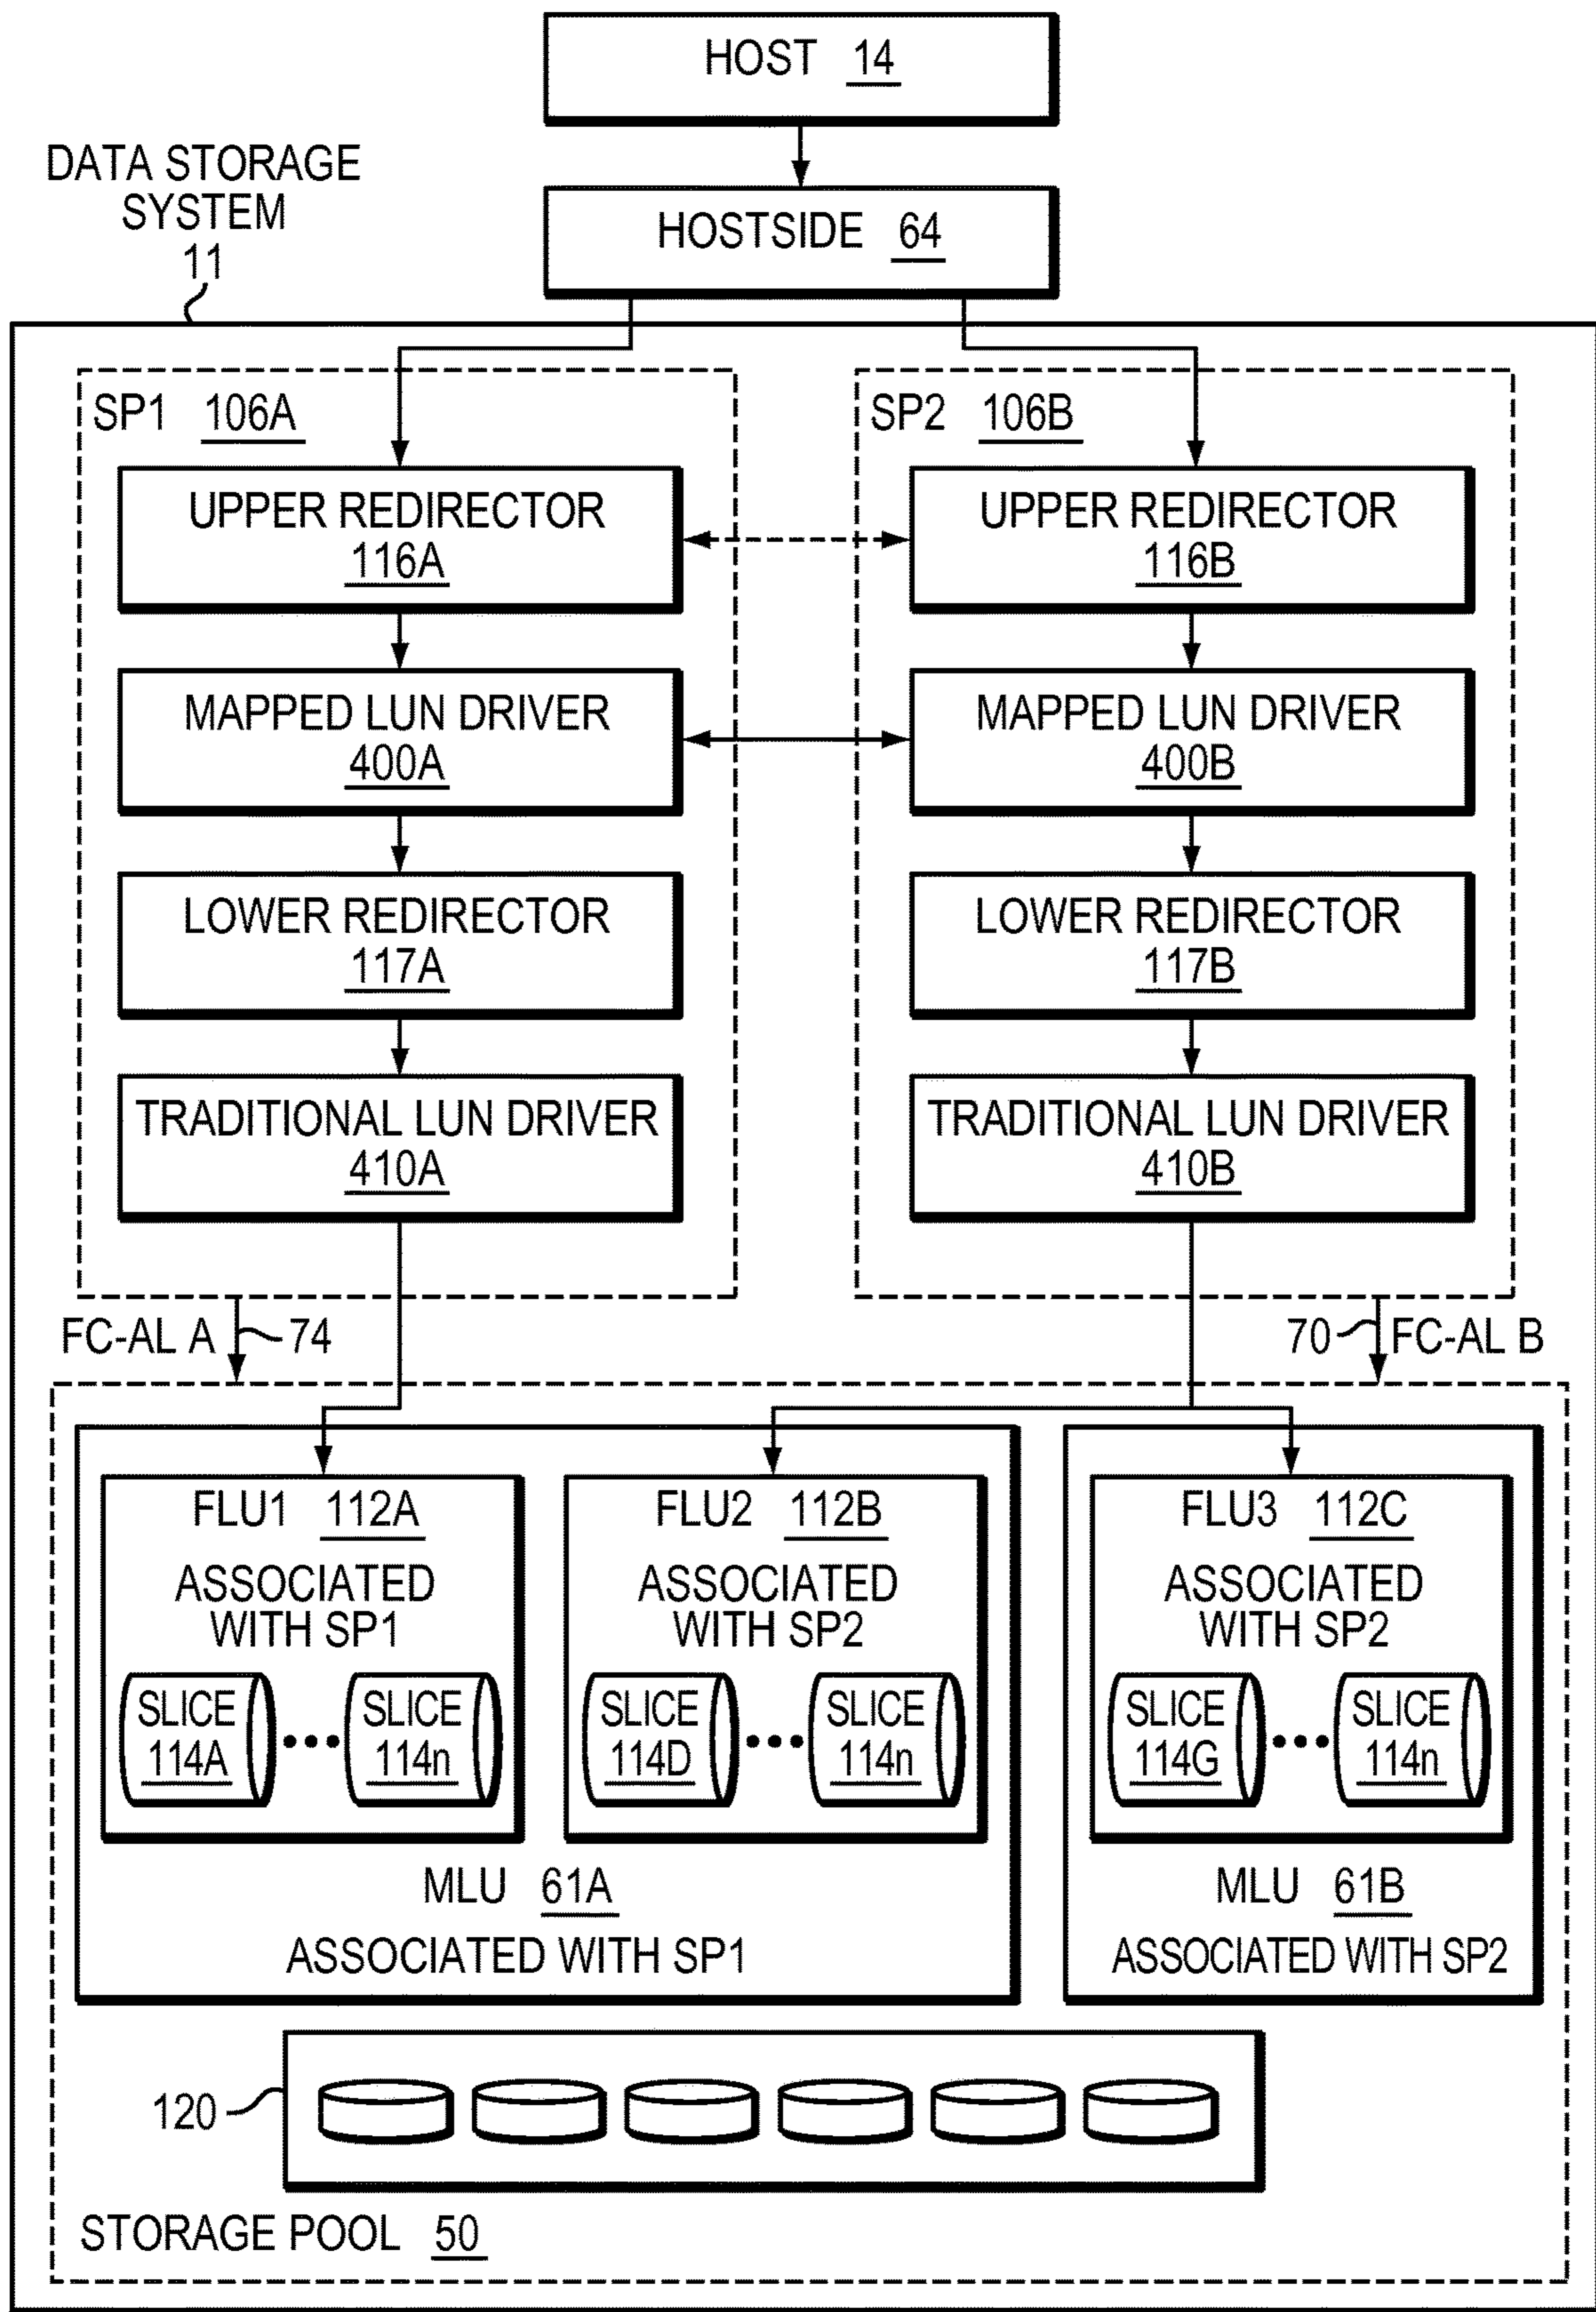 HOST 14
DATA STORAGE
SYSTEM
11
HOSTSIDE 64
SP1 106A
SP2 106B
UPPER REDIRECTOR
116A
UPPER REDIRECTOR
116B
MAPPED LUN DRIVER
400A
MAPPED LUN DRIVER
400B
LOWER REDIRECTOR
117A
LOWER REDIRECTOR
117B
TRADITIONAL LUN DRIVER
410A
TRADITIONAL LUN DRIVER
410B
FC-AL A
74
70
FC-AL B
FLU1 112A
ASSOCIATED
WITH SP1
SLICE
114A
SLICE
114n
FLU2 112B
ASSOCIATED
WITH SP2
SLICE
114D
SLICE
114n
MLU 61A
ASSOCIATED WITH SP1
FLU3 112C
ASSOCIATED
WITH SP2
SLICE
114G
SLICE
114n
MLU 61B
ASSOCIATED WITH SP2
120
STORAGE POOL 50